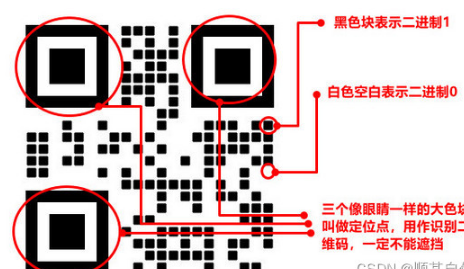 黑色块表示二进制1
白色空白表示二进制0
三个像眼睛一样的大色块
叫做定位点，用作识别二
维码，一定不能遮挡
CSDN @顺其自